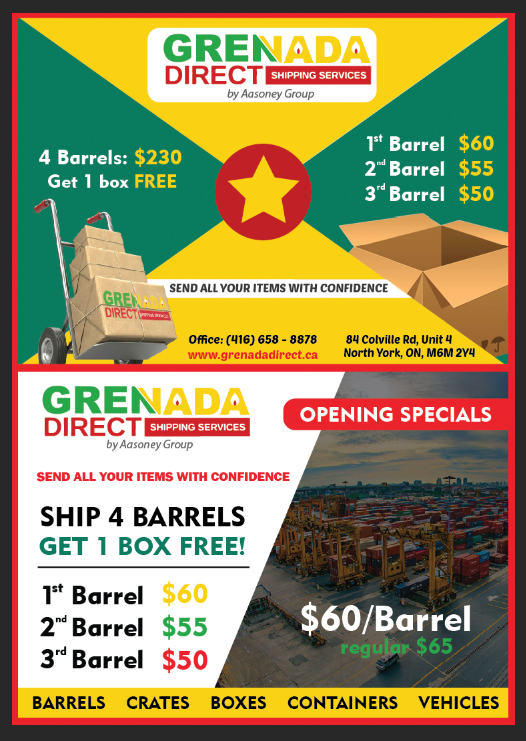 GRENADA
DIRECT SHIPPING SERVICES
by Aasoney Group
4 Barrels: $230
Get 1 box FREE
1st Barrel $60
2nd Barrel $55
3rd Barrel $50
GRENADA
DIRECT SHIPPING SERVICES
SEND ALL YOUR ITEMS WITH CONFIDENCE
Office: (416) 658 - 8878
www.grenadadirect.ca
84 Colville Rd, Unit 4
North York, ON, M6M 2Y4
GRENADA
DIRECT SHIPPING SERVICES
by Aasoney Group
OPENING SPECIALS
SEND ALL YOUR ITEMS WITH CONFIDENCE
SHIP 4 BARRELS
GET 1 BOX FREE!
1st Barrel $60
2nd Barrel $55
3rd Barrel $50
$60/Barrel
regular $65
BARRELS CRATES BOXES CONTAINERS VEHICLES